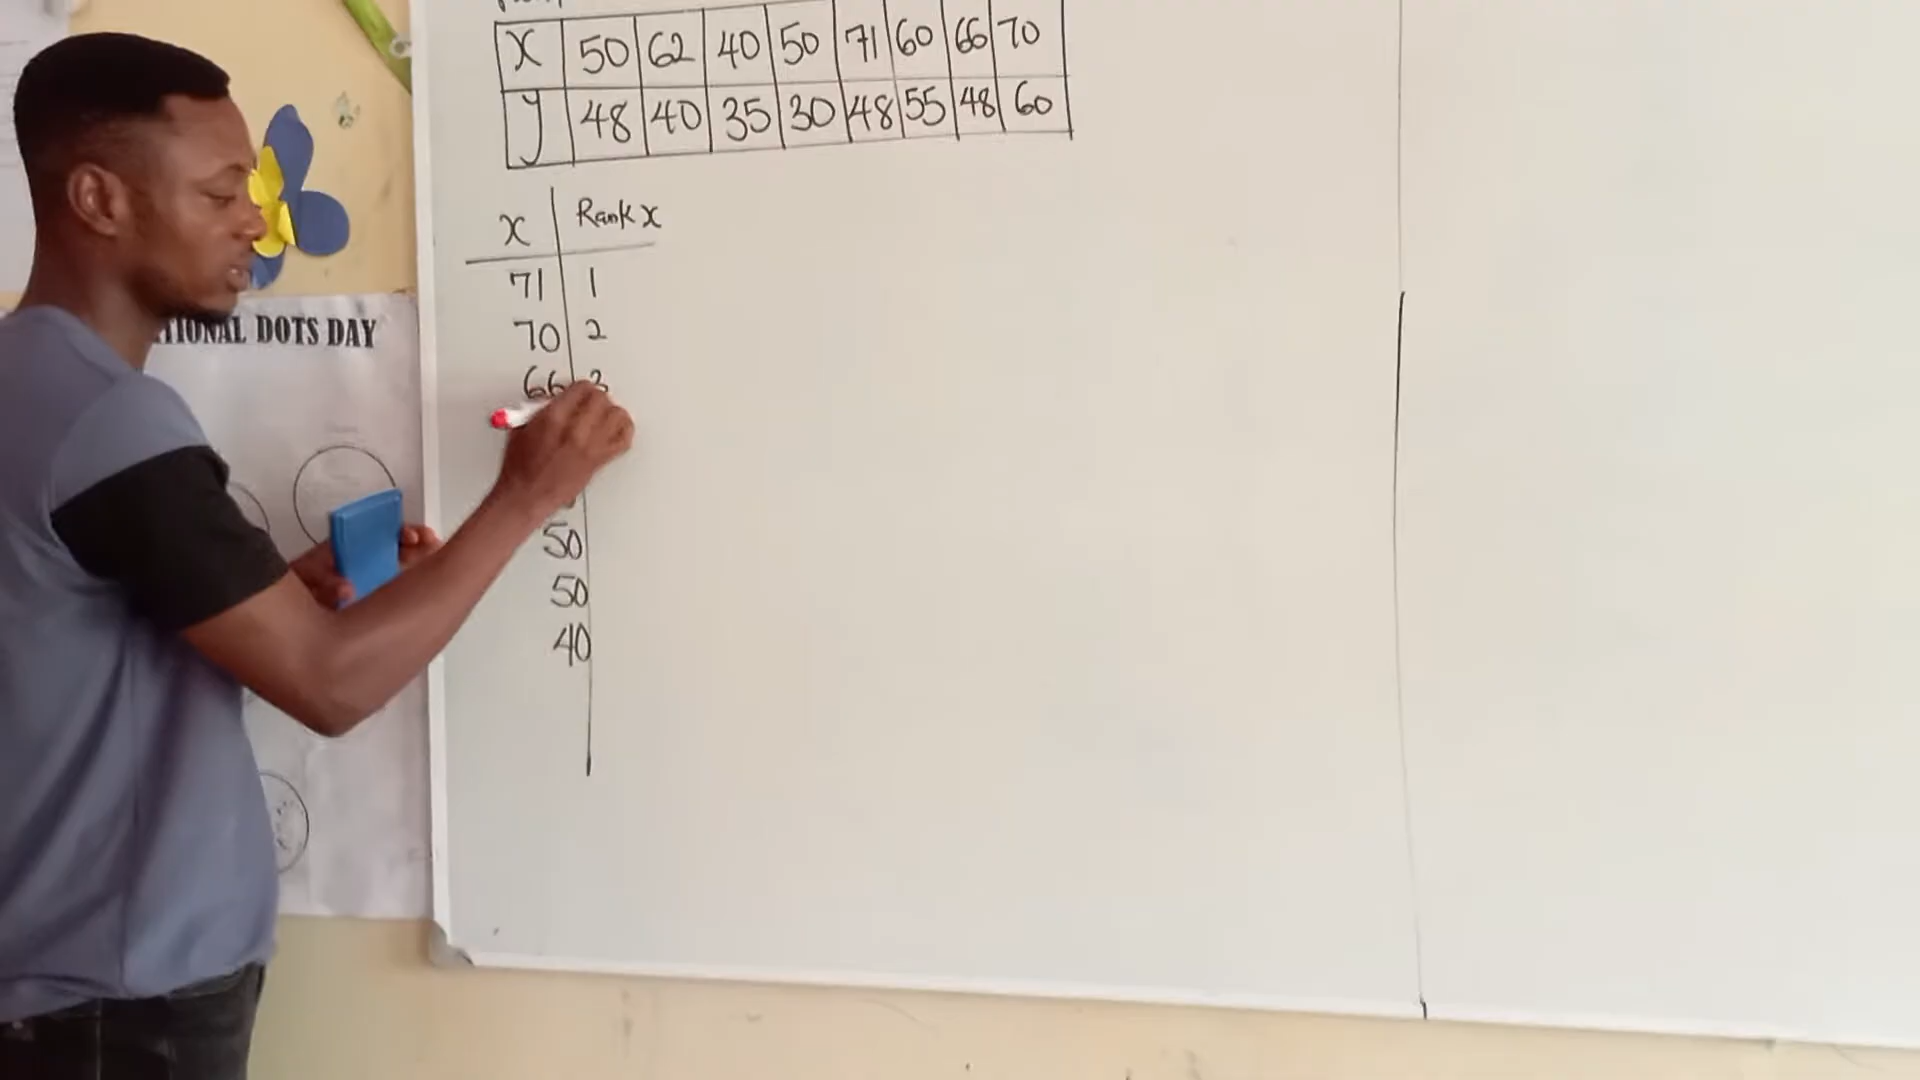 x 50 62 40 50 71 60 66 70
y 48 40 35 30 48 55 48 60
x Rank x
71 1
70 2
66 3
50
50
40
TIONAL DOTS DAY